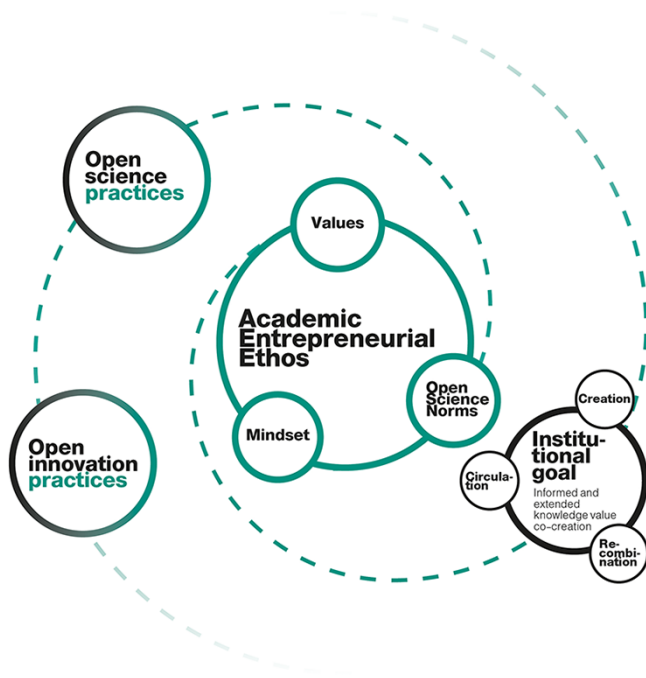 Open
science
practices
Values
Academic
Entrepreneurial
Ethos
Open
Science
Norms
Mindset
Open
innovation
practices
Creation
Institu-
tional
goal
Informed and
extended
knowledge value
co-creation
Circula-
tion
Re-
combi-
nation